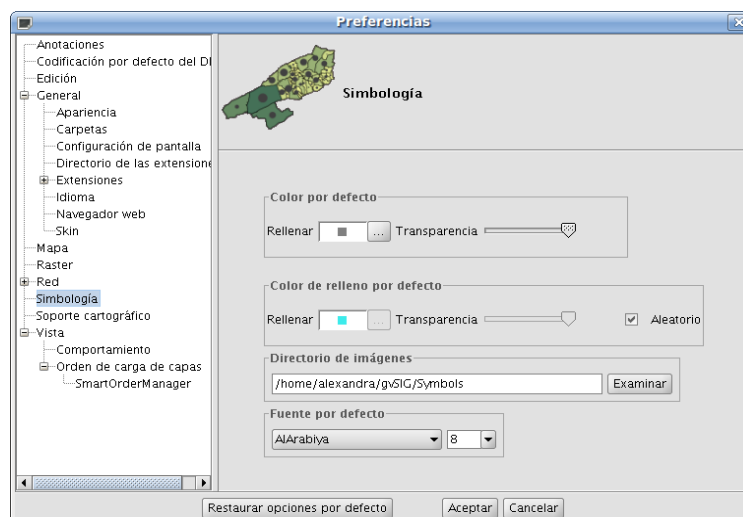 Preferencias
Anotaciones
Codificación por defecto del DI
Edición
General
Apariencia
Carpetas
Configuración de pantalla
Directorio de las extensione
Extensiones
Idioma
Navegador web
Skin
Mapa
Raster
Red
Simbología
Soporte cartográfico
Vista
Comportamiento
Orden de carga de capas
SmartOrderManager
Simbología
Color por defecto
Rellenar ... Transparencia
Color de relleno por defecto
Rellenar ... Transparencia Aleatorio
Directorio de imágenes
/home/alexandra/gvSIG/Symbols Examinar
Fuente por defecto
AlArabiya 8
Restaurar opciones por defecto Aceptar Cancelar